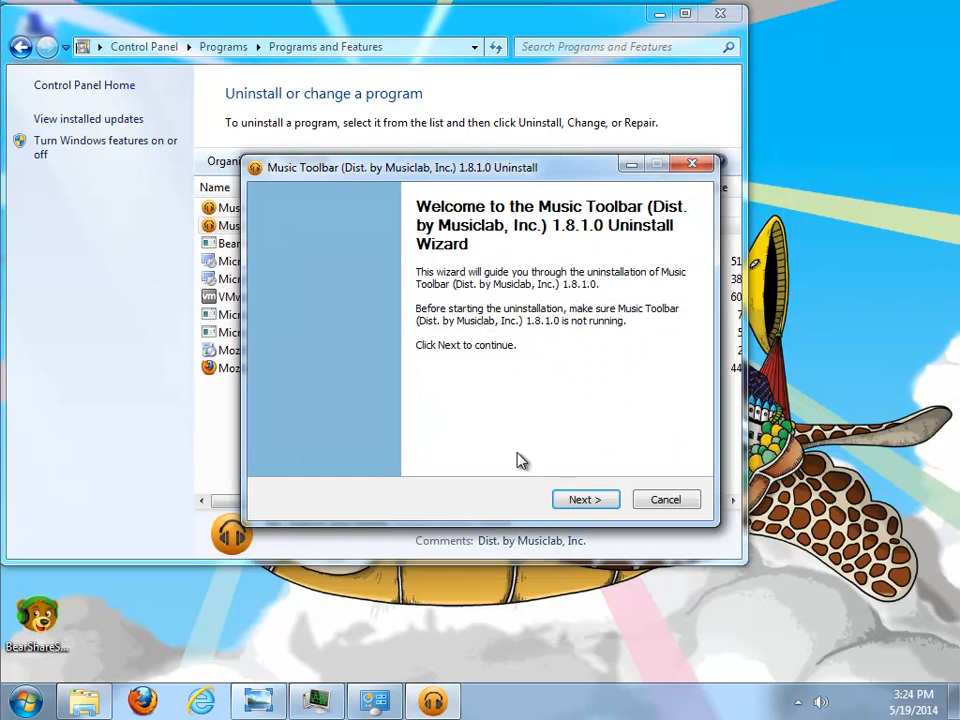 Control Panel Programs Programs and Features
Search Programs and Features
Control Panel Home
View installed updates
Turn Windows features on or
off
Uninstall or change a program
To uninstall a program, select it from the list and then click Uninstall, Change, or Repair.
Name
Music Toolbar (Dist. by Musiclab, Inc.) 1.8.1.0 Uninstall
Welcome to the Music Toolbar (Dist.
by Musiclab, Inc.) 1.8.1.0 Uninstall
Wizard
This wizard will guide you through the uninstallation of Music
Toolbar (Dist. by Musiclab, Inc.) 1.8.1.0.
Before starting the uninstallation, make sure Music Toolbar
(Dist. by Musiclab, Inc.) 1.8.1.0 is not running.
Click Next to continue.
Next >
Cancel
Comments: Dist. by Musiclab, Inc.
BearShareS...
3:24 PM
5/19/2014